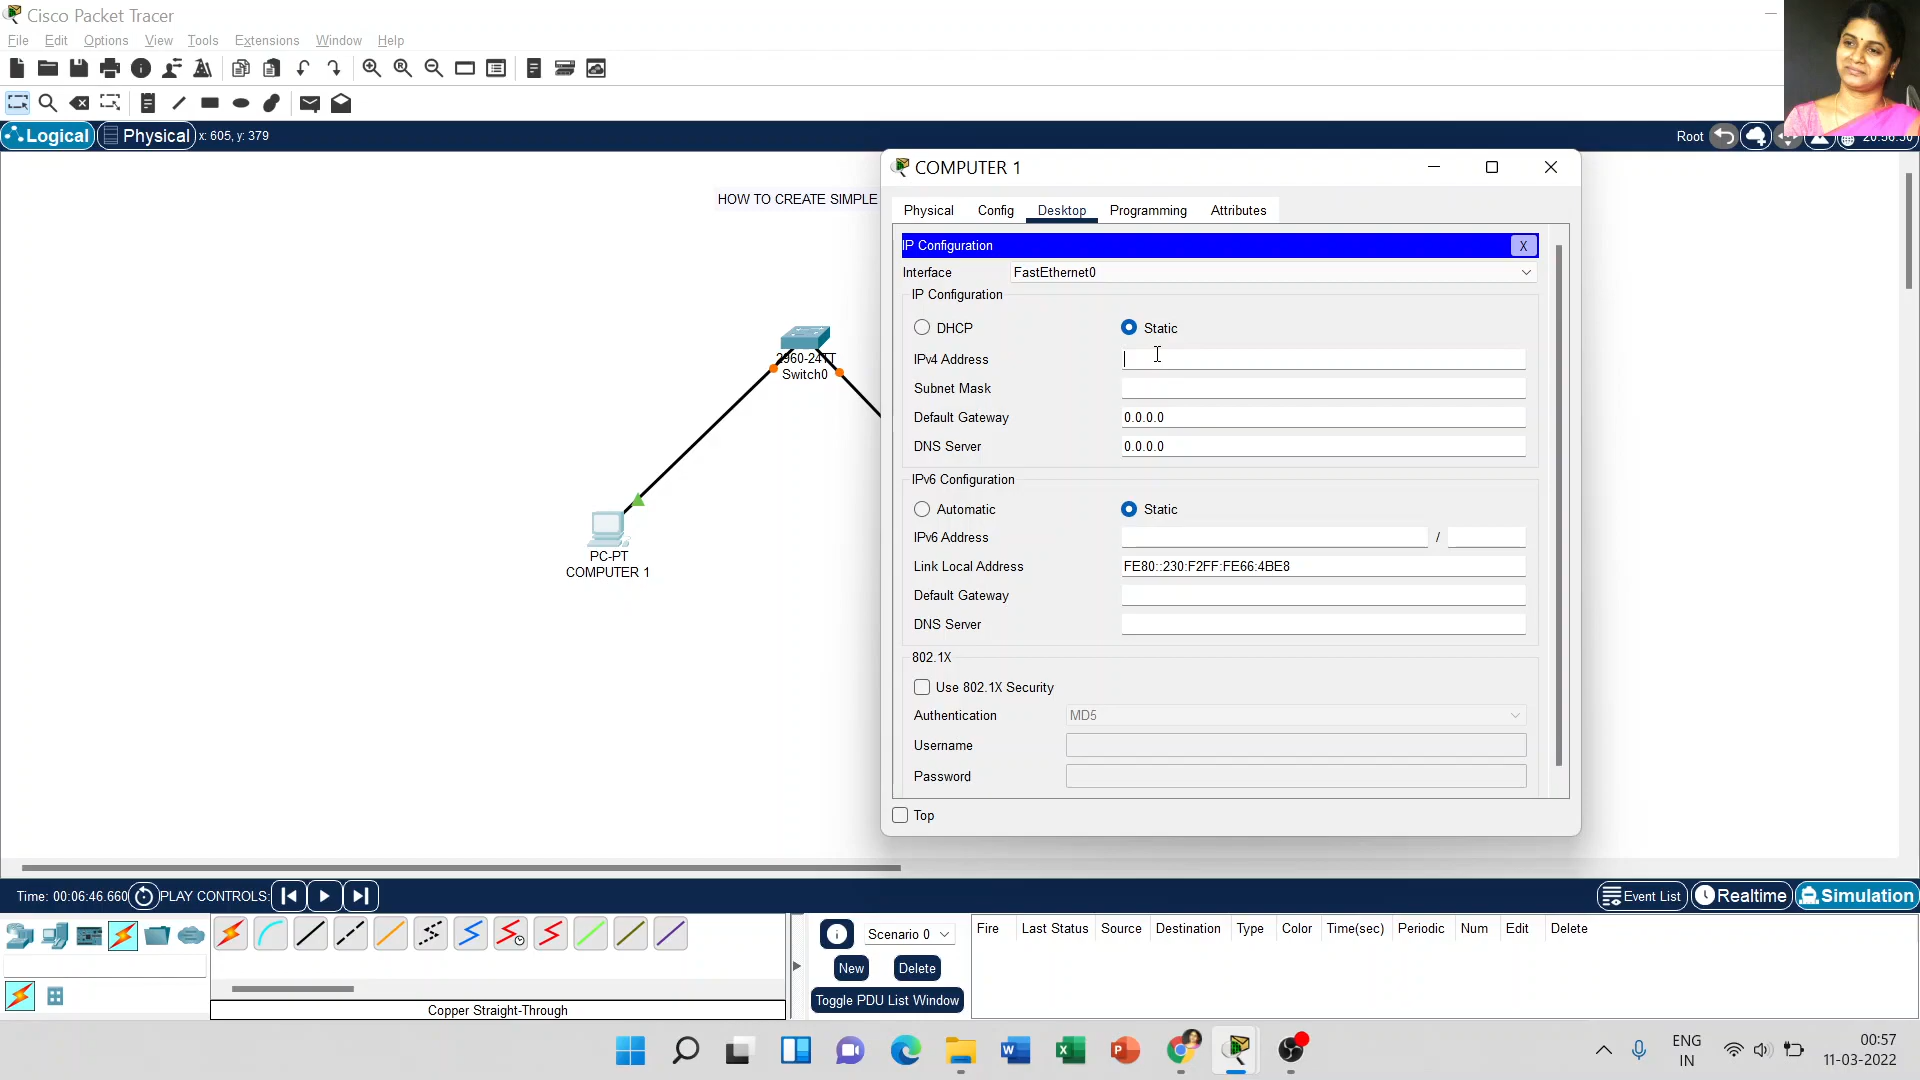 Cisco Packet Tracer
File Edit Options View Tools Extensions Window Help
Logical Physical x: 605, y: 379
Root 20:56:30
HOW TO CREATE SIMPLE
2960-24TT
Switch0
PC-PT
COMPUTER 1
COMPUTER 1
Physical Config Desktop Programming Attributes
IP Configuration X
Interface FastEthernet0
IP Configuration
DHCP Static
IPv4 Address
Subnet Mask
Default Gateway 0.0.0.0
DNS Server 0.0.0.0
IPv6 Configuration
Automatic Static
IPv6 Address /
Link Local Address FE80::230:F2FF:FE66:4BE8
Default Gateway
DNS Server
802.1X
Use 802.1X Security
Authentication MD5
Username
Password
Top
Time: 00:06:46.660 PLAY CONTROLS:
Event List Realtime Simulation
Scenario 0
New Delete
Toggle PDU List Window
Fire Last Status Source Destination Type Color Time(sec) Periodic Num Edit Delete
Copper Straight-Through
ENG
IN
00:57
11-03-2022